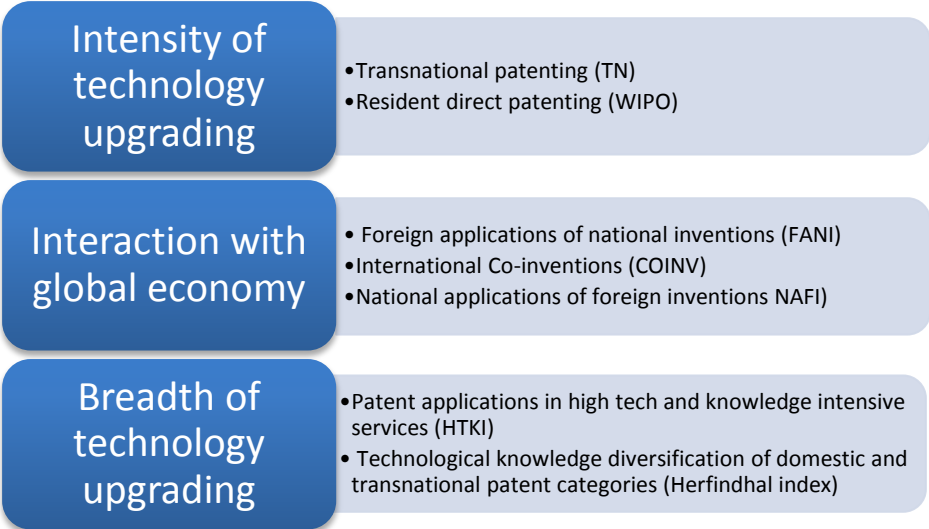 Intensity of
technology
upgrading
•Transnational patenting (TN)
•Resident direct patenting (WIPO)
Interaction with
global economy
• Foreign applications of national inventions (FANI)
•International Co-inventions (COINV)
•National applications of foreign inventions NAFI)
Breadth of
technology
upgrading
•Patent applications in high tech and knowledge intensive
services (HTKI)
• Technological knowledge diversification of domestic and
transnational patent categories (Herfindhal index)